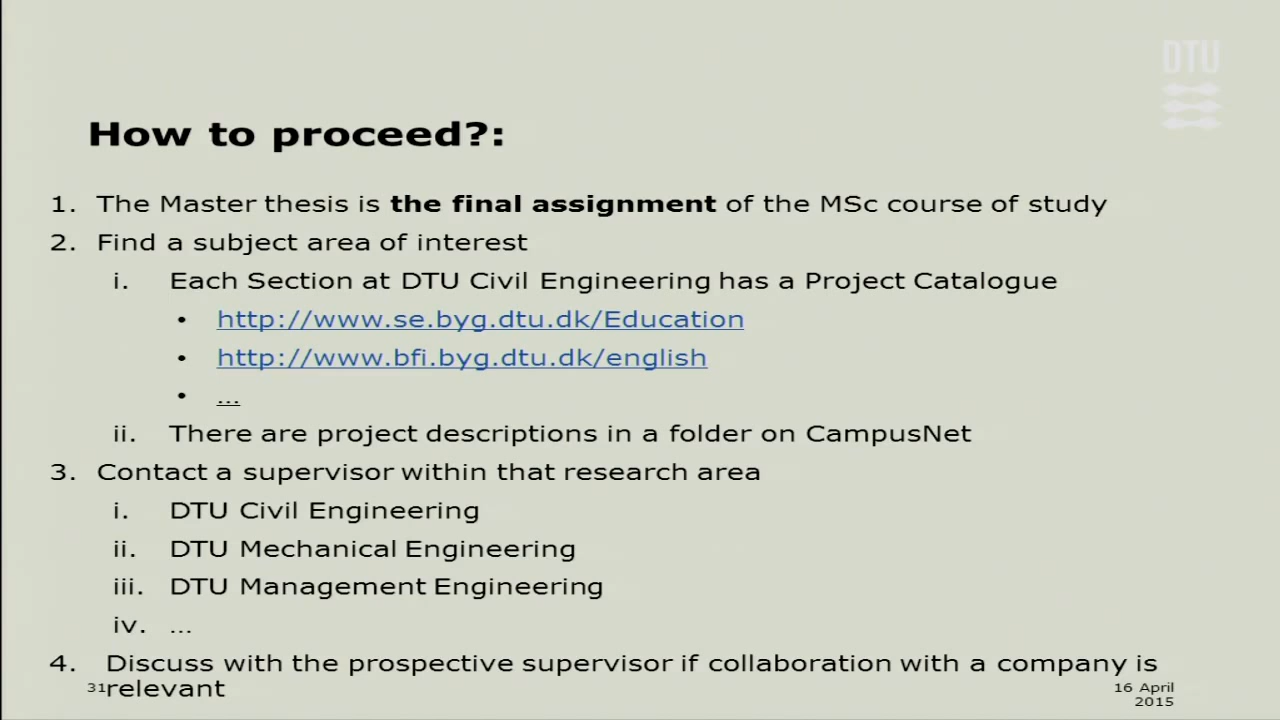 DTU
How to proceed?:
1. The Master thesis is the final assignment of the MSc course of study
2. Find a subject area of interest
i. Each Section at DTU Civil Engineering has a Project Catalogue
• http://www.se.byg.dtu.dk/Education
• http://www.bfi.byg.dtu.dk/english
• ...
ii. There are project descriptions in a folder on CampusNet
3. Contact a supervisor within that research area
i. DTU Civil Engineering
ii. DTU Mechanical Engineering
iii. DTU Management Engineering
iv. ...
4. Discuss with the prospective supervisor if collaboration with a company is
relevant
31
16 April
2015